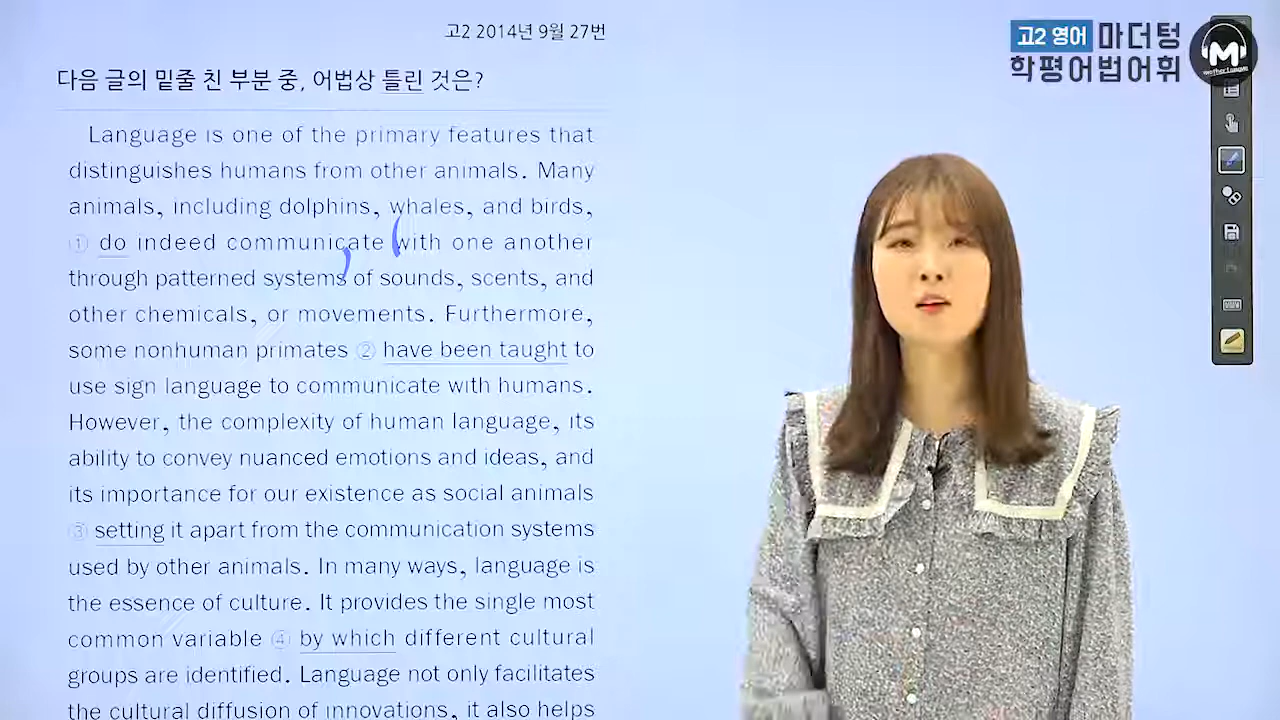 고2 2014년 9월 27번
고2 영어 마더텅
학평어법어휘
M
다음 글의 밑줄 친 부분 중, 어법상 틀린 것은?
Language is one of the primary features that
distinguishes humans from other animals. Many
animals, including dolphins, whales, and birds,
① do indeed communicate with one another
through patterned systems of sounds, scents, and
other chemicals, or movements. Furthermore,
some nonhuman primates ② have been taught to
use sign language to communicate with humans.
However, the complexity of human language, its
ability to convey nuanced emotions and ideas, and
its importance for our existence as social animals
③ setting it apart from the communication systems
used by other animals. In many ways, language is
the essence of culture. It provides the single most
common variable ④ by which different cultural
groups are identified. Language not only facilitates
the cultural diffusion of innovations, it also helps